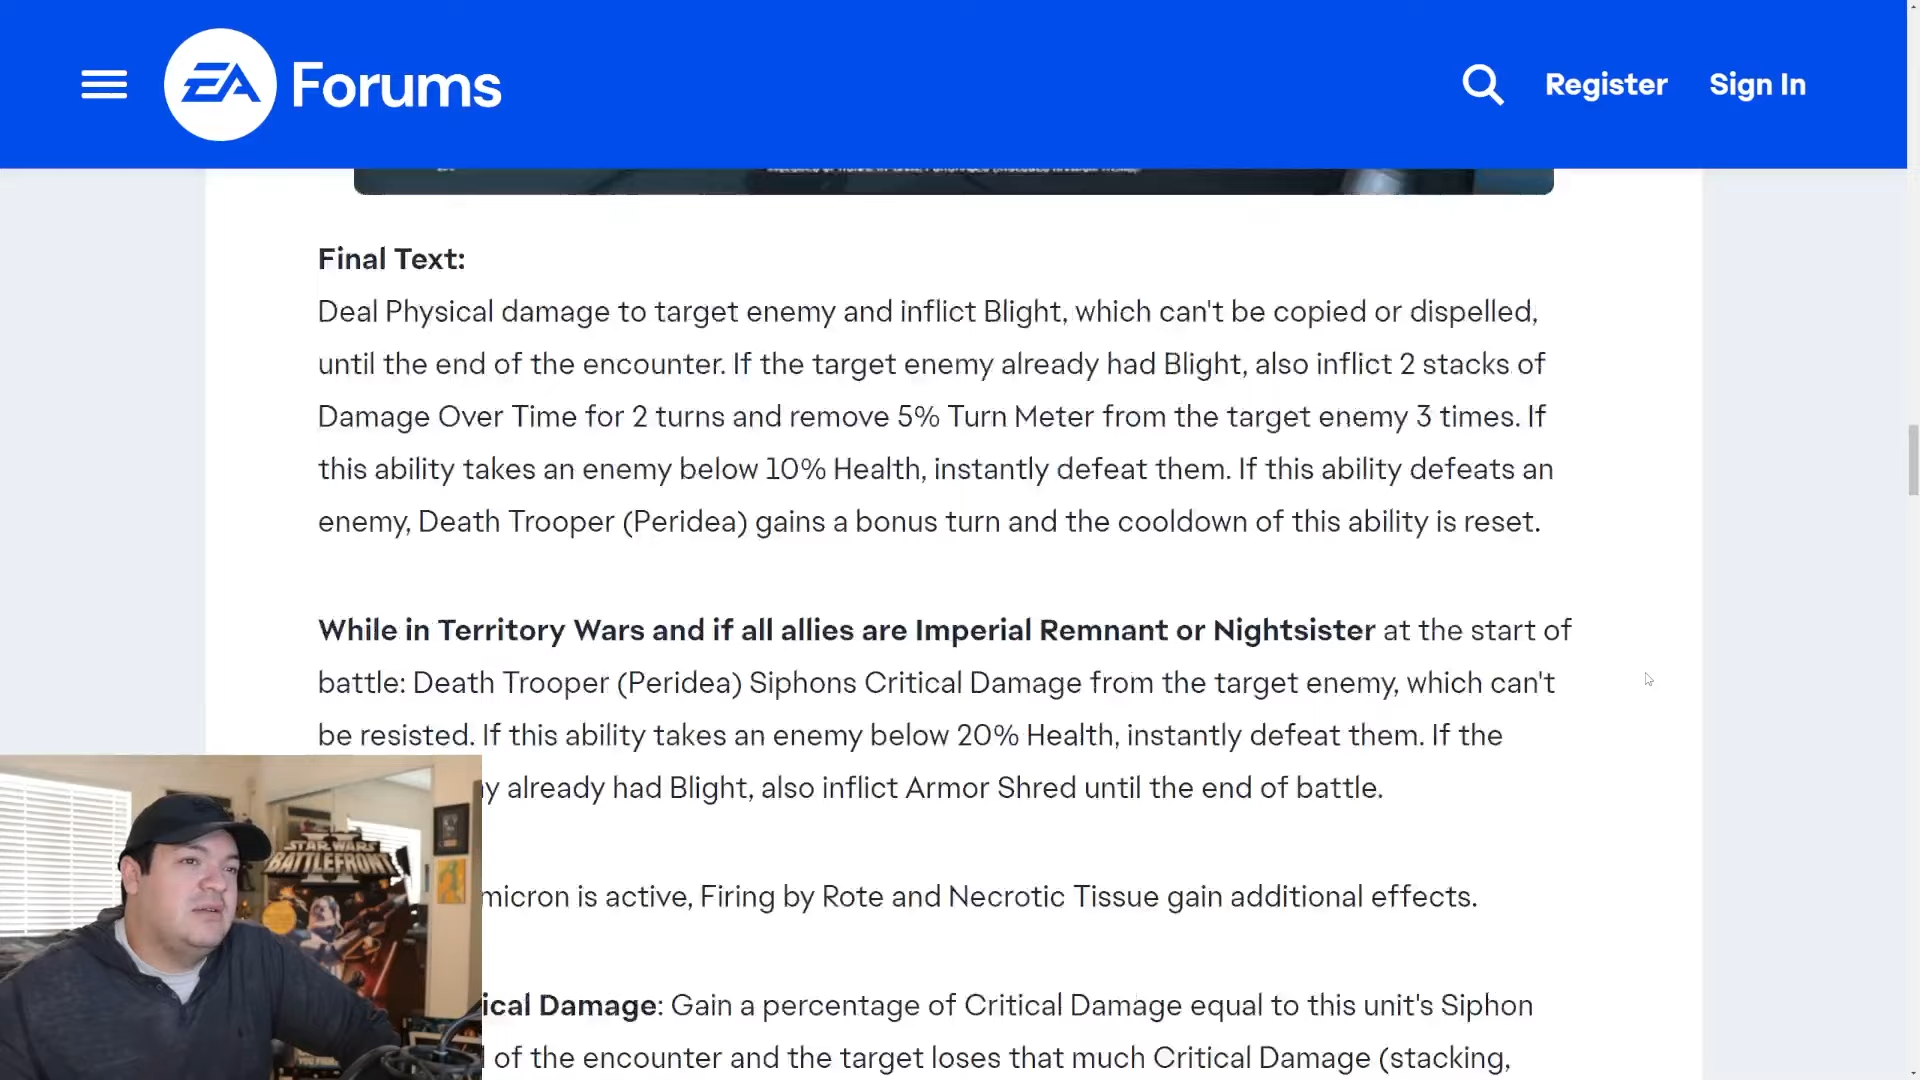 EA Forums
Register
Sign In
Final Text:
Deal Physical damage to target enemy and inflict Blight, which can't be copied or dispelled,
until the end of the encounter. If the target enemy already had Blight, also inflict 2 stacks of
Damage Over Time for 2 turns and remove 5% Turn Meter from the target enemy 3 times. If
this ability takes an enemy below 10% Health, instantly defeat them. If this ability defeats an
enemy, Death Trooper (Peridea) gains a bonus turn and the cooldown of this ability is reset.
While in Territory Wars and if all allies are Imperial Remnant or Nightsister at the start of
battle: Death Trooper (Peridea) Siphons Critical Damage from the target enemy, which can't
be resisted. If this ability takes an enemy below 20% Health, instantly defeat them. If the
y already had Blight, also inflict Armor Shred until the end of battle.
micron is active, Firing by Rote and Necrotic Tissue gain additional effects.
ical Damage: Gain a percentage of Critical Damage equal to this unit's Siphon
of the encounter and the target loses that much Critical Damage (stacking,
STAR WARS
BATTLEFRONT